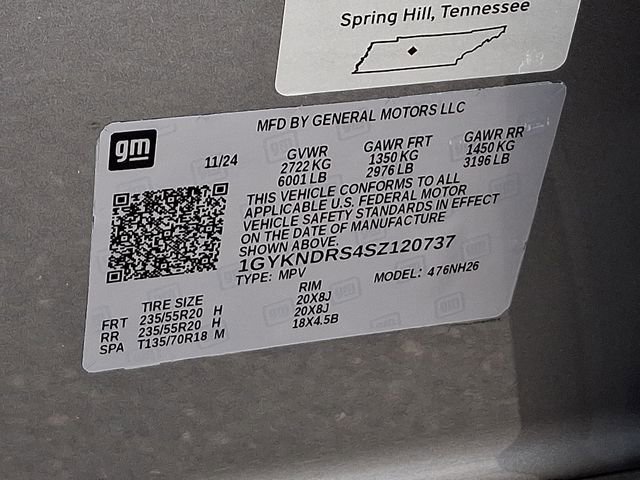 Spring Hill, Tennessee
MFD BY GENERAL MOTORS LLC
gm
11/24 GVWR GAWR FRT GAWR RR
2722 KG 1350 KG 1450 KG
6001 LB 2976 LB 3196 LB
THIS VEHICLE CONFORMS TO ALL
APPLICABLE U.S. FEDERAL MOTOR
VEHICLE SAFETY STANDARDS IN EFFECT
ON THE DATE OF MANUFACTURE
SHOWN ABOVE.
1GYKNDRS4SZ120737
TYPE: MPV MODEL: 476NH26
TIRE SIZE RIM
FRT 235/55R20 H 20X8J
RR 235/55R20 H 20X8J
SPA T135/70R18 M 18X4.5B